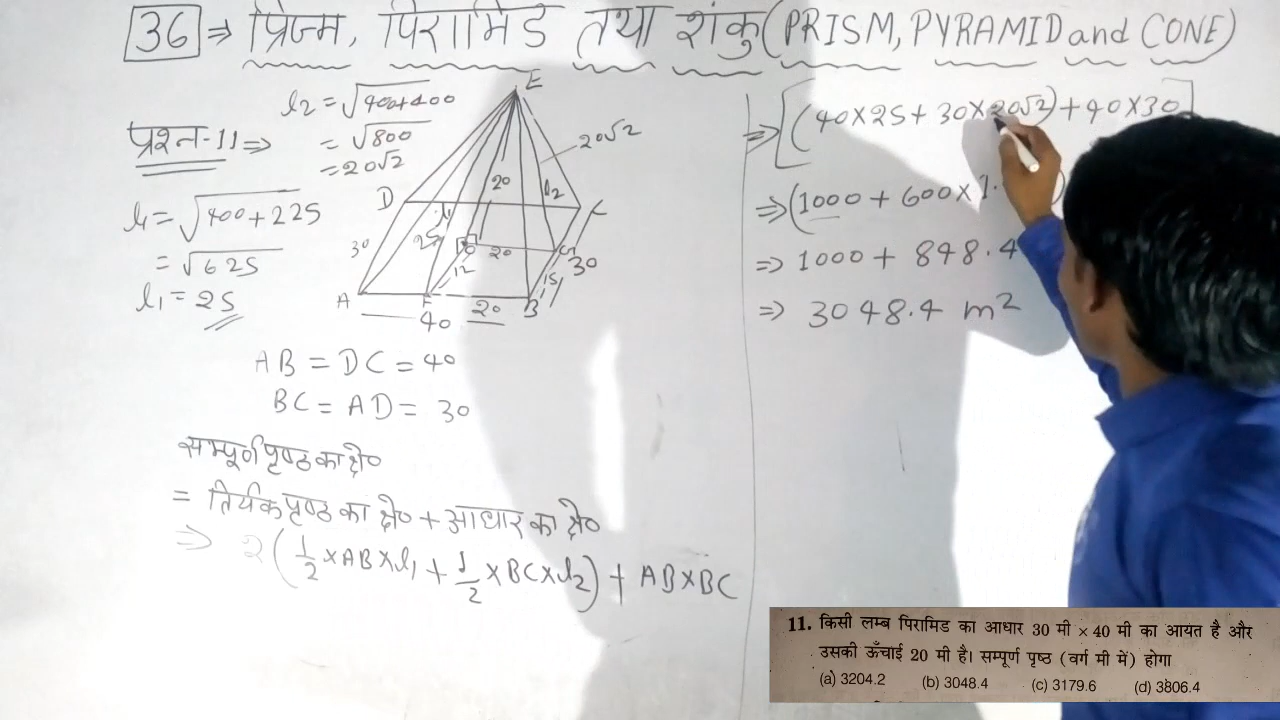 36 ⇒ प्रिज्म, पिरामिड तथा शंकु (PRISM, PYRAMID and CONE)
प्रश्न-11 ⇒
l2 = √400+400
= √800
= 20√2
l1 = √400+225
= √625
l1 = 25
E
20√2
D
20
l2
30
25
20
30
12
15
A
F
20
B
40
AB = DC = 40
BC = AD = 30
सम्पूर्ण पृष्ठ का क्षे०
= तिर्यक पृष्ठ का क्षे० + आधार का क्षे०
⇒ 2(1/2 × AB × l1 + 1/2 × BC × l2) + AB × BC
⇒ [(40×25 + 30×20√2) + 40×30]
⇒ (1000 + 600×1.
⇒ 1000 + 848.4
⇒ 3048.4 m2
11. किसी लम्ब पिरामिड का आधार 30 मी × 40 मी का आयत है और
उसकी ऊँचाई 20 मी है। सम्पूर्ण पृष्ठ (वर्ग मी में) होगा
(a) 3204.2 (b) 3048.4 (c) 3179.6 (d) 3806.4